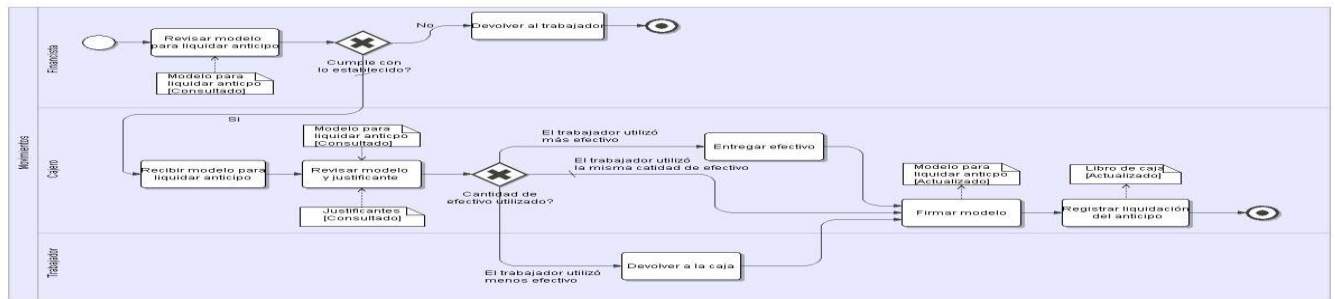 Movimientos
Financista
Revisar modelo
para liquidar anticipo
Modelo para
liquidar anticpo
[Consultado]
Cumple con
lo establecido?
No
Devolver al trabajador
Si
Cajero
Recibir modelo para
liquidar anticipo
Modelo para
liquidar anticpo
[Consultado]
Revisar modelo
y justificante
Justificantes
[Consultado]
Cantidad de
efectivo utilizado?
El trabajador utilizó
más efectivo
Entregar efectivo
El trabajador utilizó
la misma catidad de efectivo
Modelo para
liquidar anticpo
[Actualizado]
Firmar modelo
Libro de caja
[Actualizado]
Registrar liquidación
del anticipo
Trabajador
El trabajador utilizó
menos efectivo
Devolver a la caja